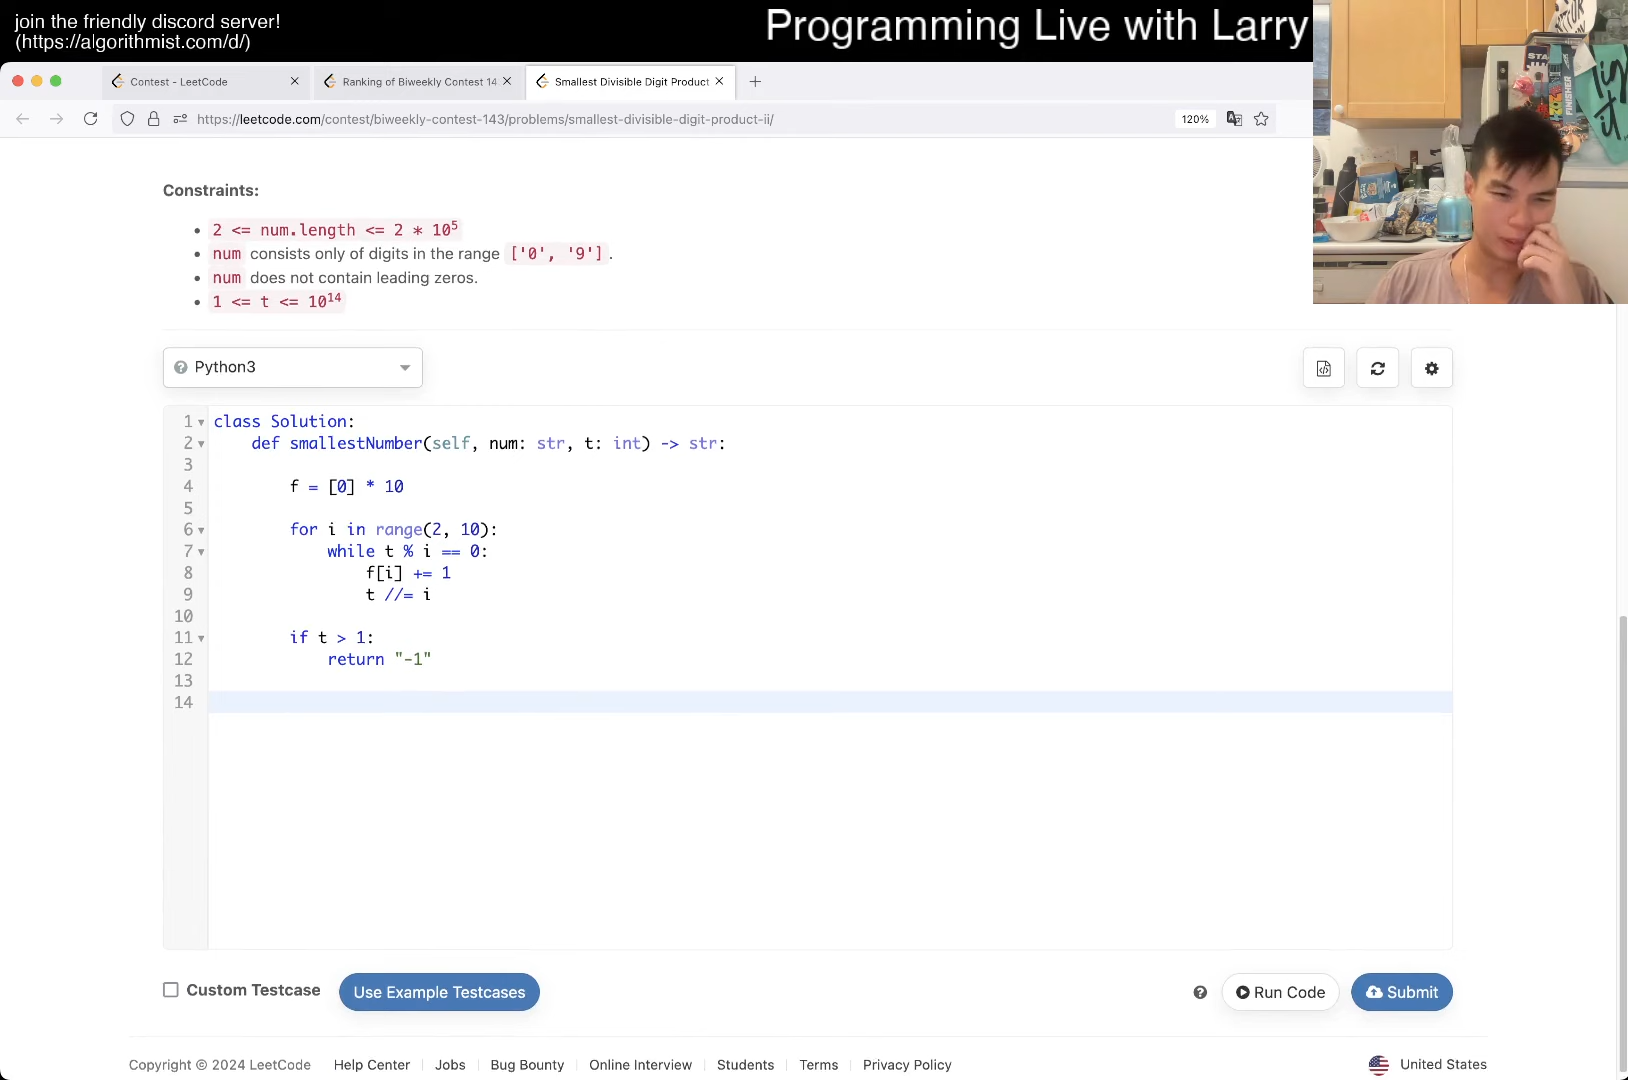 join the friendly discord server!
(https://algorithmist.com/d/)
Programming Live with Larry
Contest - LeetCode
Ranking of Biweekly Contest 14
Smallest Divisible Digit Product
https://leetcode.com/contest/biweekly-contest-143/problems/smallest-divisible-digit-product-ii/
120%
Constraints:
2 <= num.length <= 2 * 10^5
num consists only of digits in the range ['0', '9'].
num does not contain leading zeros.
1 <= t <= 10^14
Python3
1 class Solution:
2 def smallestNumber(self, num: str, t: int) -> str:
3
4 f = [0] * 10
5
6 for i in range(2, 10):
7 while t % i == 0:
8 f[i] += 1
9 t //= i
10
11 if t > 1:
12 return "-1"
13
14
Custom Testcase
Use Example Testcases
Run Code
Submit
Copyright © 2024 LeetCode
Help Center
Jobs
Bug Bounty
Online Interview
Students
Terms
Privacy Policy
United States